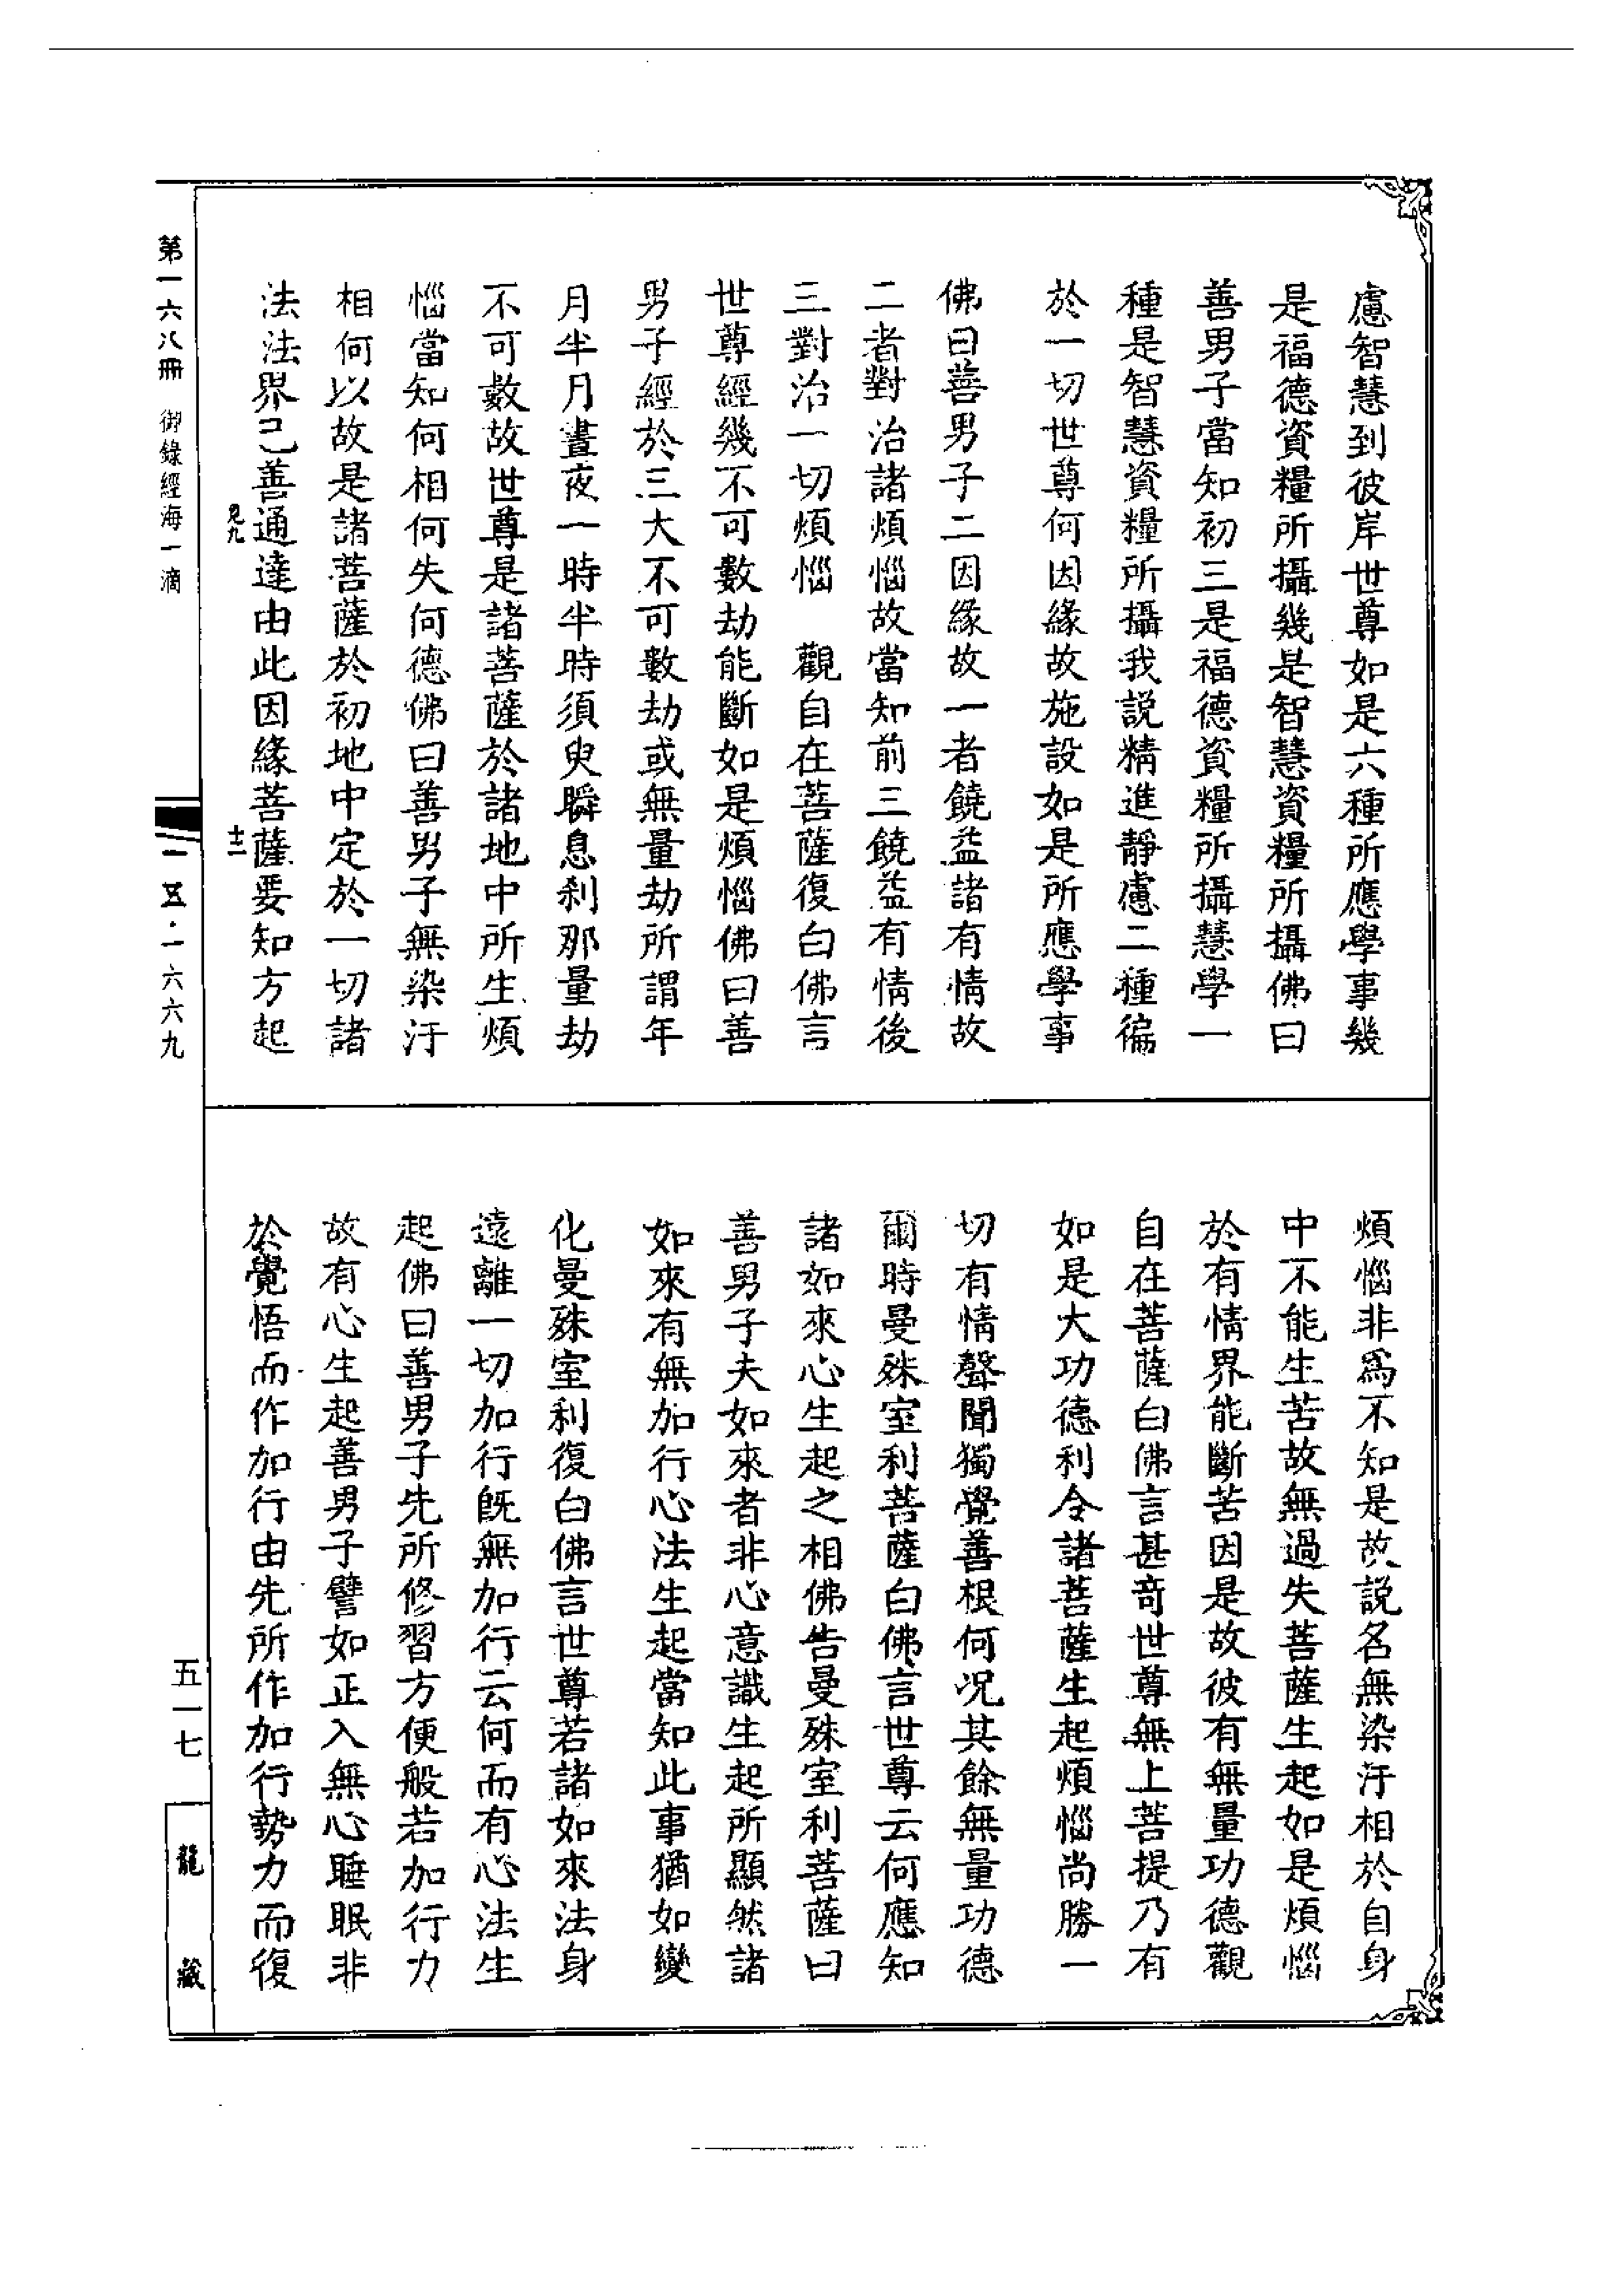 慮智慧到彼岸世尊如是六種所應學事幾
是福德資糧所攝幾是智慧資糧所攝佛曰
善男子當知初三是福德資糧所攝慧學一
種是智慧資糧所攝我説精進靜慮二種徧
於一切世尊何因緣故施設如是所應學事
佛曰善男子二因緣故一者饒益諸有情故
二者對治諸煩惱故當知前三饒益有情後
三對治一切煩惱　觀自在菩薩復白佛言
世尊經幾不可數劫能斷如是煩惱佛曰善
男子經於三大不可數劫或無量劫所謂年
月半月晝夜一時半時須臾瞬息刹那量劫
不可數故世尊是諸菩薩於諸地中所生煩
惱當知何相何失何德佛曰善男子無染汙
相何以故是諸菩薩於初地中定於一切諸
法法界已善通達由此因緣菩薩要知方起
煩惱非爲不知是故説名無染汙相於自身
中不能生苦故無過失菩薩生起如是煩惱
於有情界能斷苦因是故彼有無量功德觀
自在菩薩白佛言甚奇世尊無上菩提乃有
如是大功德利令諸菩薩生起煩惱尚勝一
切有情聲聞獨覺善根何况其餘無量功德
爾時曼殊室利菩薩白佛言世尊云何應知
諸如來心生起之相佛告曼殊室利菩薩曰
善男子夫如來者非心意識生起所顯然諸
如來有無加行心法生起當知此事猶如變
化曼殊室利復白佛言世尊若諸如來法身
遠離一切加行旣無加行云何而有心法生
起佛曰善男子先所修習方便般若加行力
故有心生起善男子譬如正入無心睡眠非
於覺悟而作加行由先所作加行勢力而復
第一六八冊　御錄經海一滴
一五·一六六九
五一七
龍藏
十二